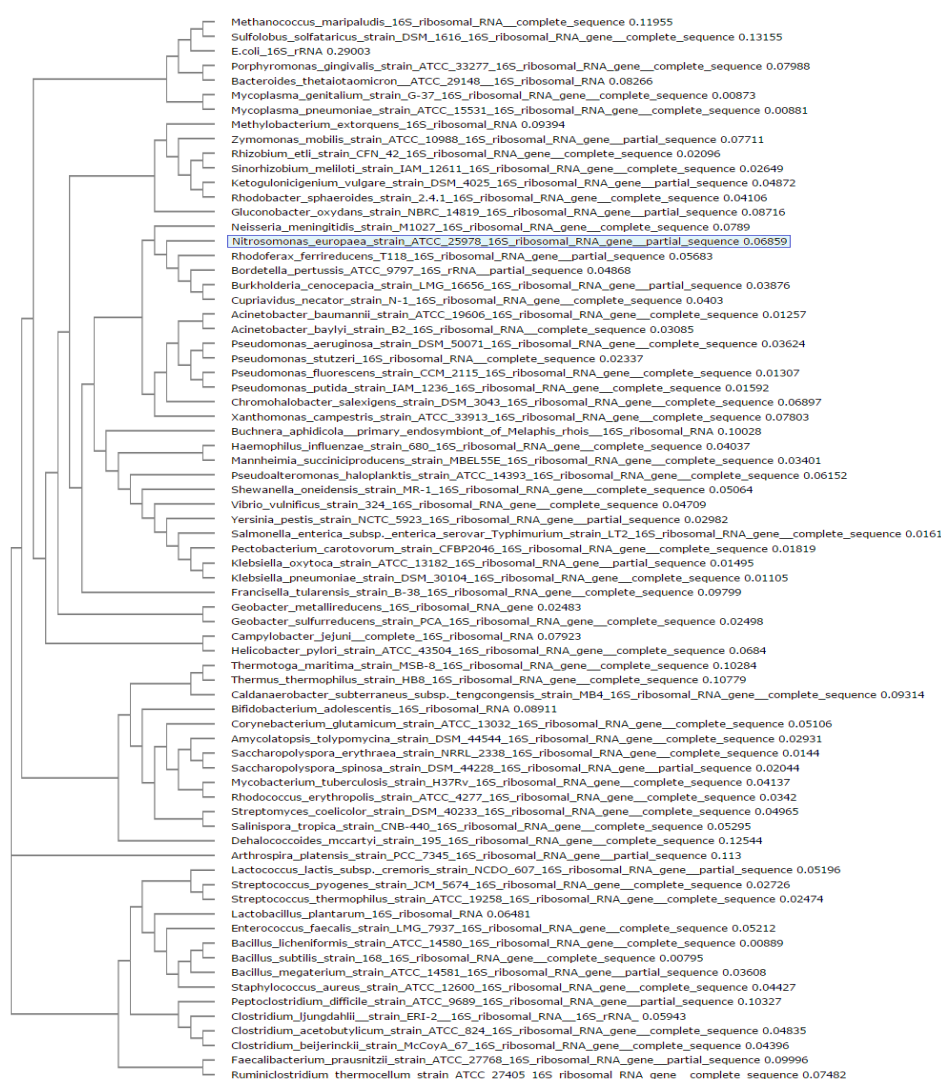 Methanococcus_maripaludis_16S_ribosomal_RNA__complete_sequence 0.11955
Sulfolobus_solfataricus_strain_DSM_1616_16S_ribosomal_RNA_gene__complete_sequence 0.13155
E.coli_16S_rRNA 0.29003
Porphyromonas_gingivalis_strain_ATCC_33277_16S_ribosomal_RNA_gene__complete_sequence 0.07988
Bacteroides_thetaiotaomicron__ATCC_29148__16S_ribosomal_RNA 0.08266
Mycoplasma_genitalium_strain_G-37_16S_ribosomal_RNA_gene__complete_sequence 0.00873
Mycoplasma_pneumoniae_strain_ATCC_15531_16S_ribosomal_RNA_gene__complete_sequence 0.00881
Methylobacterium_extorquens_16S_ribosomal_RNA 0.09394
Zymomonas_mobilis_strain_ATCC_10988_16S_ribosomal_RNA_gene__partial_sequence 0.07711
Rhizobium_etli_strain_CFN_42_16S_ribosomal_RNA_gene__complete_sequence 0.02096
Sinorhizobium_meliloti_strain_IAM_12611_16S_ribosomal_RNA_gene__complete_sequence 0.02649
Ketogulonicigenium_vulgare_strain_DSM_4025_16S_ribosomal_RNA_gene__partial_sequence 0.04872
Rhodobacter_sphaeroides_strain_2.4.1_16S_ribosomal_RNA_gene__complete_sequence 0.04106
Gluconobacter_oxydans_strain_NBRC_14819_16S_ribosomal_RNA_gene__partial_sequence 0.08716
Neisseria_meningitidis_strain_M1027_16S_ribosomal_RNA_gene__complete_sequence 0.0789
Nitrosomonas_europaea_strain_ATCC_25978_16S_ribosomal_RNA_gene__partial_sequence 0.06859
Rhodoferax_ferrireducens_T118_16S_ribosomal_RNA_gene__partial_sequence 0.05683
Bordetella_pertussis_ATCC_9797_16S_rRNA__partial_sequence 0.04868
Burkholderia_cenocepacia_strain_LMG_16656_16S_ribosomal_RNA_gene__partial_sequence 0.03876
Cupriavidus_necator_strain_N-1_16S_ribosomal_RNA_gene__complete_sequence 0.0403
Acinetobacter_baumannii_strain_ATCC_19606_16S_ribosomal_RNA_gene__complete_sequence 0.01257
Acinetobacter_baylyi_strain_B2_16S_ribosomal_RNA__complete_sequence 0.03085
Pseudomonas_aeruginosa_strain_DSM_50071_16S_ribosomal_RNA_gene__complete_sequence 0.03624
Pseudomonas_stutzeri_16S_ribosomal_RNA__complete_sequence 0.02337
Pseudomonas_fluorescens_strain_CCM_2115_16S_ribosomal_RNA_gene__complete_sequence 0.01307
Pseudomonas_putida_strain_IAM_1236_16S_ribosomal_RNA_gene__complete_sequence 0.01592
Chromohalobacter_salexigens_strain_DSM_3043_16S_ribosomal_RNA_gene__complete_sequence 0.06897
Xanthomonas_campestris_strain_ATCC_33913_16S_ribosomal_RNA_gene__complete_sequence 0.07803
Buchnera_aphidicola__primary_endosymbiont_of_Melaphis_rhois__16S_ribosomal_RNA 0.10028
Haemophilus_influenzae_strain_680_16S_ribosomal_RNA_gene__complete_sequence 0.04037
Mannheimia_succiniciproducens_strain_MBEL55E_16S_ribosomal_RNA_gene__complete_sequence 0.03401
Pseudoalteromonas_haloplanktis_strain_ATCC_14393_16S_ribosomal_RNA_gene__partial_sequence 0.06152
Shewanella_oneidensis_strain_MR-1_16S_ribosomal_RNA_gene__complete_sequence 0.05064
Vibrio_vulnificus_strain_324_16S_ribosomal_RNA_gene__complete_sequence 0.04709
Yersinia_pestis_strain_NCTC_5923_16S_ribosomal_RNA_gene__partial_sequence 0.02982
Salmonella_enterica_subsp._enterica_serovar_Typhimurium_strain_LT2_16S_ribosomal_RNA_gene__complete_sequence 0.0161
Pectobacterium_carotovorum_strain_CFBP2046_16S_ribosomal_RNA_gene__complete_sequence 0.01819
Klebsiella_oxytoca_strain_ATCC_13182_16S_ribosomal_RNA_gene__partial_sequence 0.01495
Klebsiella_pneumoniae_strain_DSM_30104_16S_ribosomal_RNA_gene__complete_sequence 0.01105
Francisella_tularensis_strain_B-38_16S_ribosomal_RNA_gene__complete_sequence 0.09799
Geobacter_metallireducens_16S_ribosomal_RNA_gene 0.02483
Geobacter_sulfurreducens_strain_PCA_16S_ribosomal_RNA_gene__complete_sequence 0.02498
Campylobacter_jejuni__complete_16S_ribosomal_RNA 0.07923
Helicobacter_pylori_strain_ATCC_43504_16S_ribosomal_RNA_gene__complete_sequence 0.0684
Thermotoga_maritima_strain_MSB-8_16S_ribosomal_RNA_gene__complete_sequence 0.10284
Thermus_thermophilus_strain_HB8_16S_ribosomal_RNA_gene__complete_sequence 0.10779
Caldanaerobacter_subterraneus_subsp._tengcongensis_strain_MB4_16S_ribosomal_RNA_gene__complete_sequence 0.09314
Bifidobacterium_adolescentis_16S_ribosomal_RNA 0.08911
Corynebacterium_glutamicum_strain_ATCC_13032_16S_ribosomal_RNA_gene__complete_sequence 0.05106
Amycolatopsis_tolypomycina_strain_DSM_44544_16S_ribosomal_RNA_gene__complete_sequence 0.02931
Saccharopolyspora_erythraea_strain_NRRL_2338_16S_ribosomal_RNA_gene__complete_sequence 0.0144
Saccharopolyspora_spinosa_strain_DSM_44228_16S_ribosomal_RNA_gene__partial_sequence 0.02044
Mycobacterium_tuberculosis_strain_H37Rv_16S_ribosomal_RNA_gene__complete_sequence 0.04137
Rhodococcus_erythropolis_strain_ATCC_4277_16S_ribosomal_RNA_gene__complete_sequence 0.0342
Streptomyces_coelicolor_strain_DSM_40233_16S_ribosomal_RNA_gene__complete_sequence 0.04965
Salinispora_tropica_strain_CNB-440_16S_ribosomal_RNA_gene__complete_sequence 0.05295
Dehalococcoides_mccartyi_strain_195_16S_ribosomal_RNA_gene__complete_sequence 0.12544
Arthrospira_platensis_strain_PCC_7345_16S_ribosomal_RNA_gene__partial_sequence 0.113
Lactococcus_lactis_subsp._cremoris_strain_NCDO_607_16S_ribosomal_RNA_gene__partial_sequence 0.05196
Streptococcus_pyogenes_strain_JCM_5674_16S_ribosomal_RNA_gene__complete_sequence 0.02726
Streptococcus_thermophilus_strain_ATCC_19258_16S_ribosomal_RNA_gene__complete_sequence 0.02474
Lactobacillus_plantarum_16S_ribosomal_RNA 0.06481
Enterococcus_faecalis_strain_LMG_7937_16S_ribosomal_RNA_gene__complete_sequence 0.05212
Bacillus_licheniformis_strain_ATCC_14580_16S_ribosomal_RNA_gene__complete_sequence 0.00889
Bacillus_subtilis_strain_168_16S_ribosomal_RNA__complete_sequence 0.00795
Bacillus_megaterium_strain_ATCC_14581_16S_ribosomal_RNA_gene__partial_sequence 0.03608
Staphylococcus_aureus_strain_ATCC_12600_16S_ribosomal_RNA_gene__complete_sequence 0.04427
Peptoclostridium_difficile_strain_ATCC_9689_16S_ribosomal_RNA_gene__partial_sequence 0.10327
Clostridium_ljungdahlii__strain_ERI-2__16S_ribosomal_RNA__16S_rRNA_ 0.05943
Clostridium_acetobutylicum_strain_ATCC_824_16S_ribosomal_RNA_gene__complete_sequence 0.04835
Clostridium_beijerinckii_strain_McCoyA_67_16S_ribosomal_RNA_gene__complete_sequence 0.04396
Faecalibacterium_prausnitzii_strain_ATCC_27768_16S_ribosomal_RNA_gene__partial_sequence 0.09996
Ruminiclostridium_thermocellum_strain_ATCC_27405_16S_ribosomal_RNA_gene__complete_sequence 0.07482